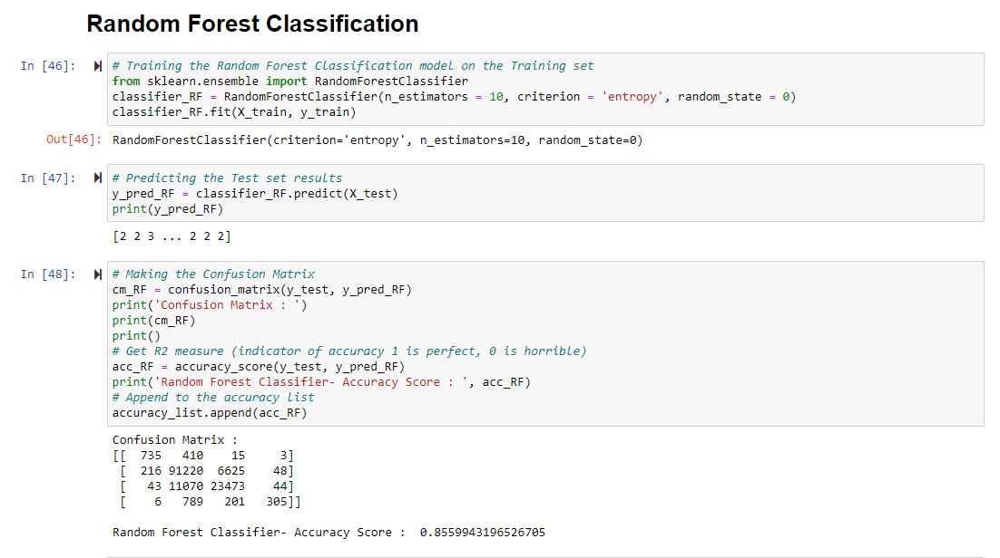 Random Forest Classification
In [46]:
# Training the Random Forest Classification model on the Training set
from sklearn.ensemble import RandomForestClassifier
classifier_RF = RandomForestClassifier(n_estimators = 10, criterion = 'entropy', random_state = 0)
classifier_RF.fit(X_train, y_train)
Out[46]: RandomForestClassifier(criterion='entropy', n_estimators=10, random_state=0)
In [47]:
# Predicting the Test set results
y_pred_RF = classifier_RF.predict(X_test)
print(y_pred_RF)
[2 2 3 ... 2 2 2]
In [48]:
# Making the Confusion Matrix
cm_RF = confusion_matrix(y_test, y_pred_RF)
print('Confusion Matrix : ')
print(cm_RF)
print()
# Get R2 measure (indicator of accuracy 1 is perfect, 0 is horrible)
acc_RF = accuracy_score(y_test, y_pred_RF)
print('Random Forest Classifier- Accuracy Score : ', acc_RF)
# Append to the accuracy list
accuracy_list.append(acc_RF)
Confusion Matrix :
[[  735   410    15     3]
 [  216 91220  6625    48]
 [   43 11070 23473    44]
 [    6   789   201   305]]
Random Forest Classifier- Accuracy Score :  0.8559943196526705